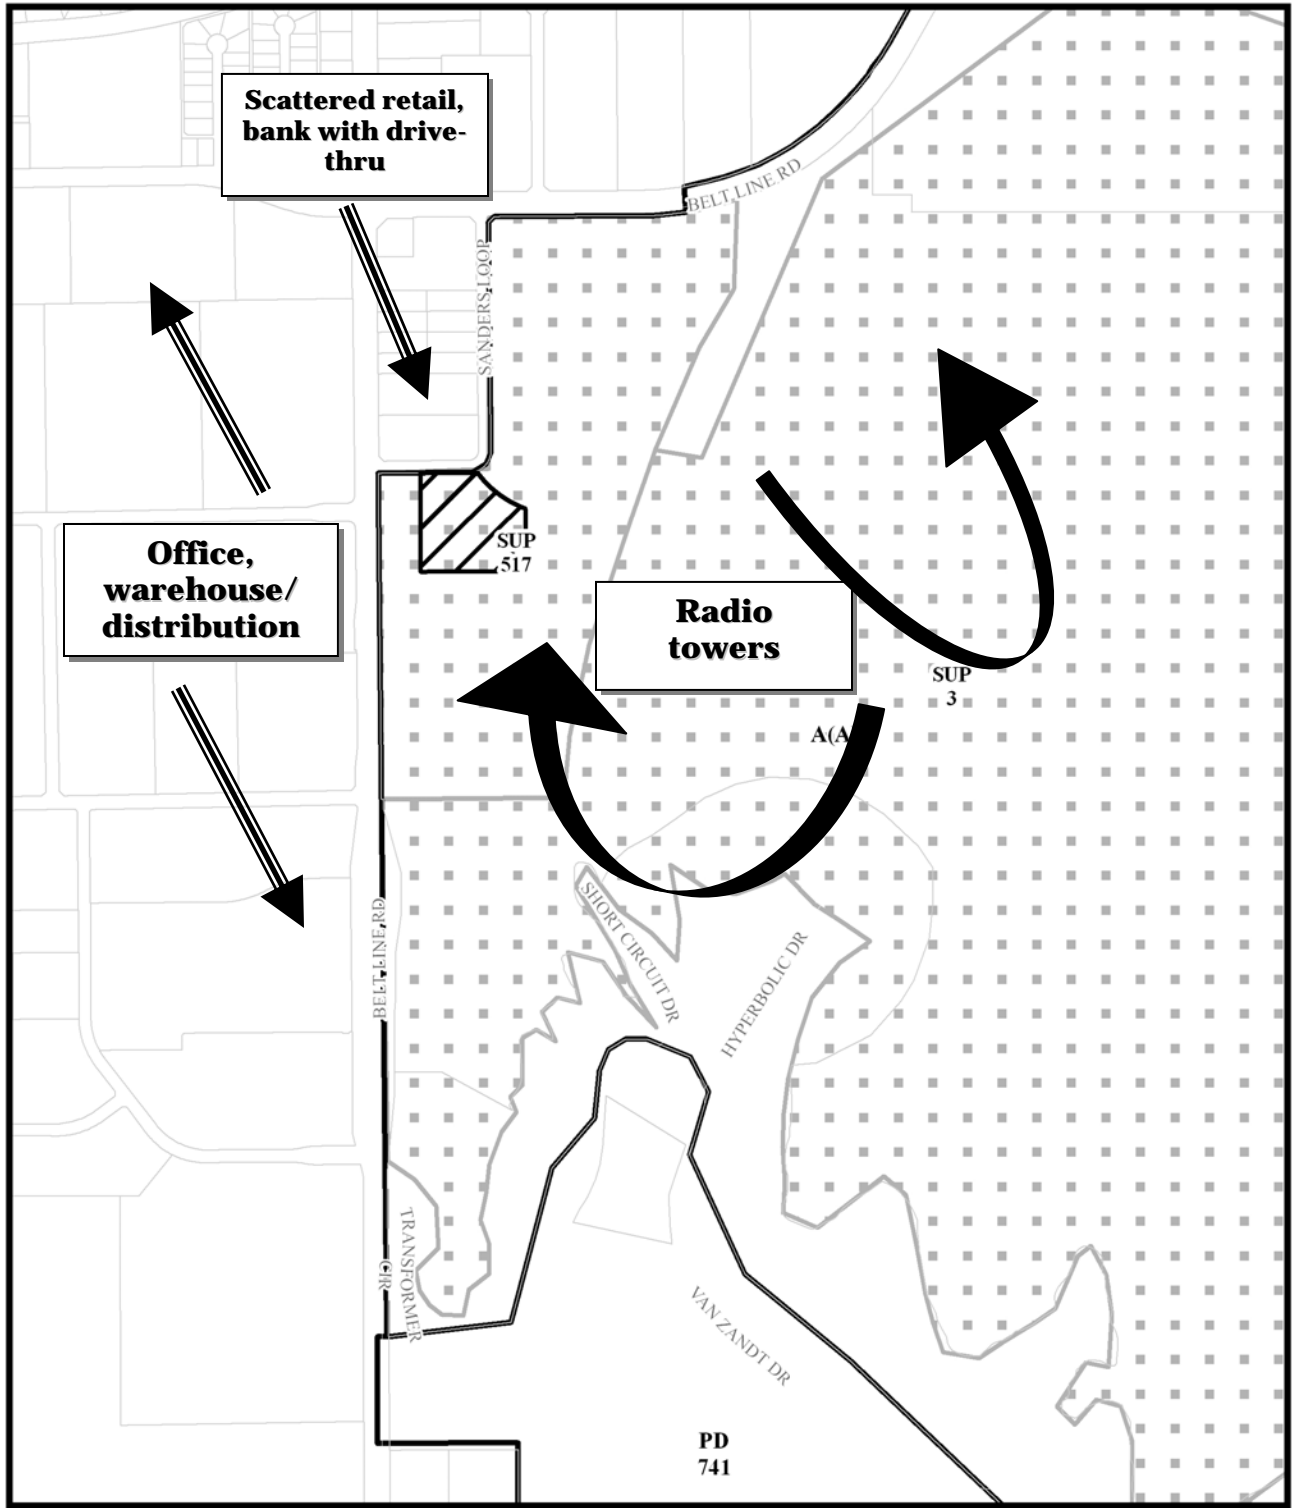 Scattered retail,
bank with drive-
thru
BELT LINE RD
SANDERS LOOP
SUP
517
Office,
warehouse/
distribution
Radio
towers
SUP
3
A(A
SHORT CIRCUIT DR
HYPERBOLIC DR
BELT LINE RD
TRANSFORMER
CIR
VAN ZANDT DR
PD
741